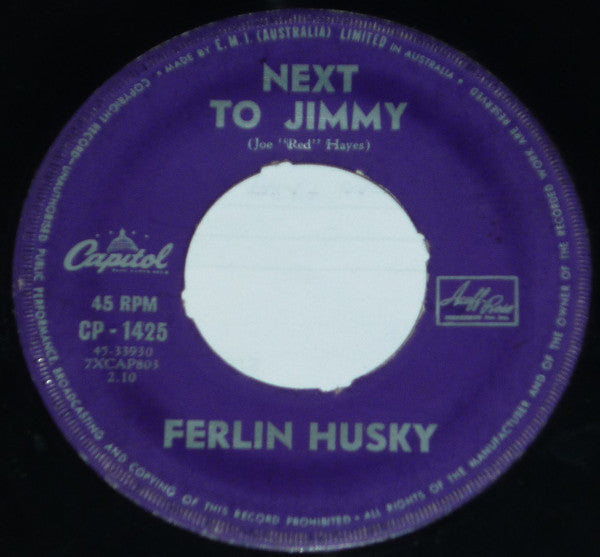 • MADE BY E. M. I. (AUSTRALIA) LIMITED IN AUSTRALIA •
NEXT
TO JIMMY
(Joe "Red" Hayes)
Capitol
45 RPM
CP - 1425
45-33930
7XCAP803
2.10
Acuff-Rose
FERLIN HUSKY
COPYRIGHT RECORD-UNAUTHORISED PUBLIC PERFORMANCE, BROADCASTING AND COPYING OF THIS RECORD PROHIBITED • ALL RIGHTS OF THE MANUFACTURER AND OF THE OWNER OF THE RECORDED WORK ARE RESERVED